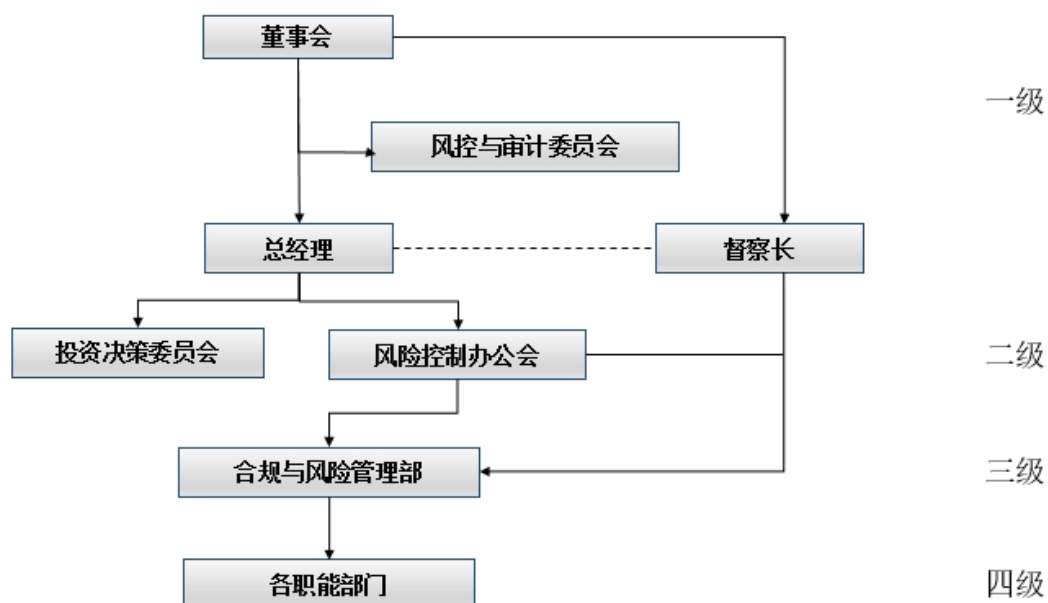 董事会
一级
风控与审计委员会
总经理
督察长
投资决策委员会
风险控制办公会
二级
合规与风险管理部
三级
各职能部门
四级